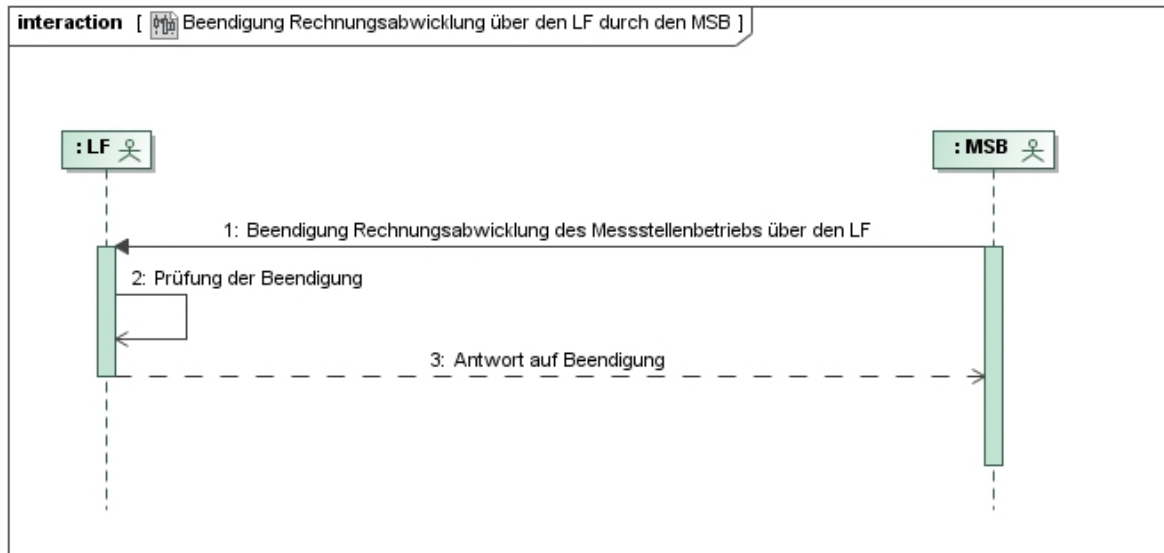 interaction [ Beendigung Rechnungsabwicklung über den LF durch den MSB ]
: LF
: MSB
1: Beendigung Rechnungsabwicklung des Messstellenbetriebs über den LF
2: Prüfung der Beendigung
3: Antwort auf Beendigung